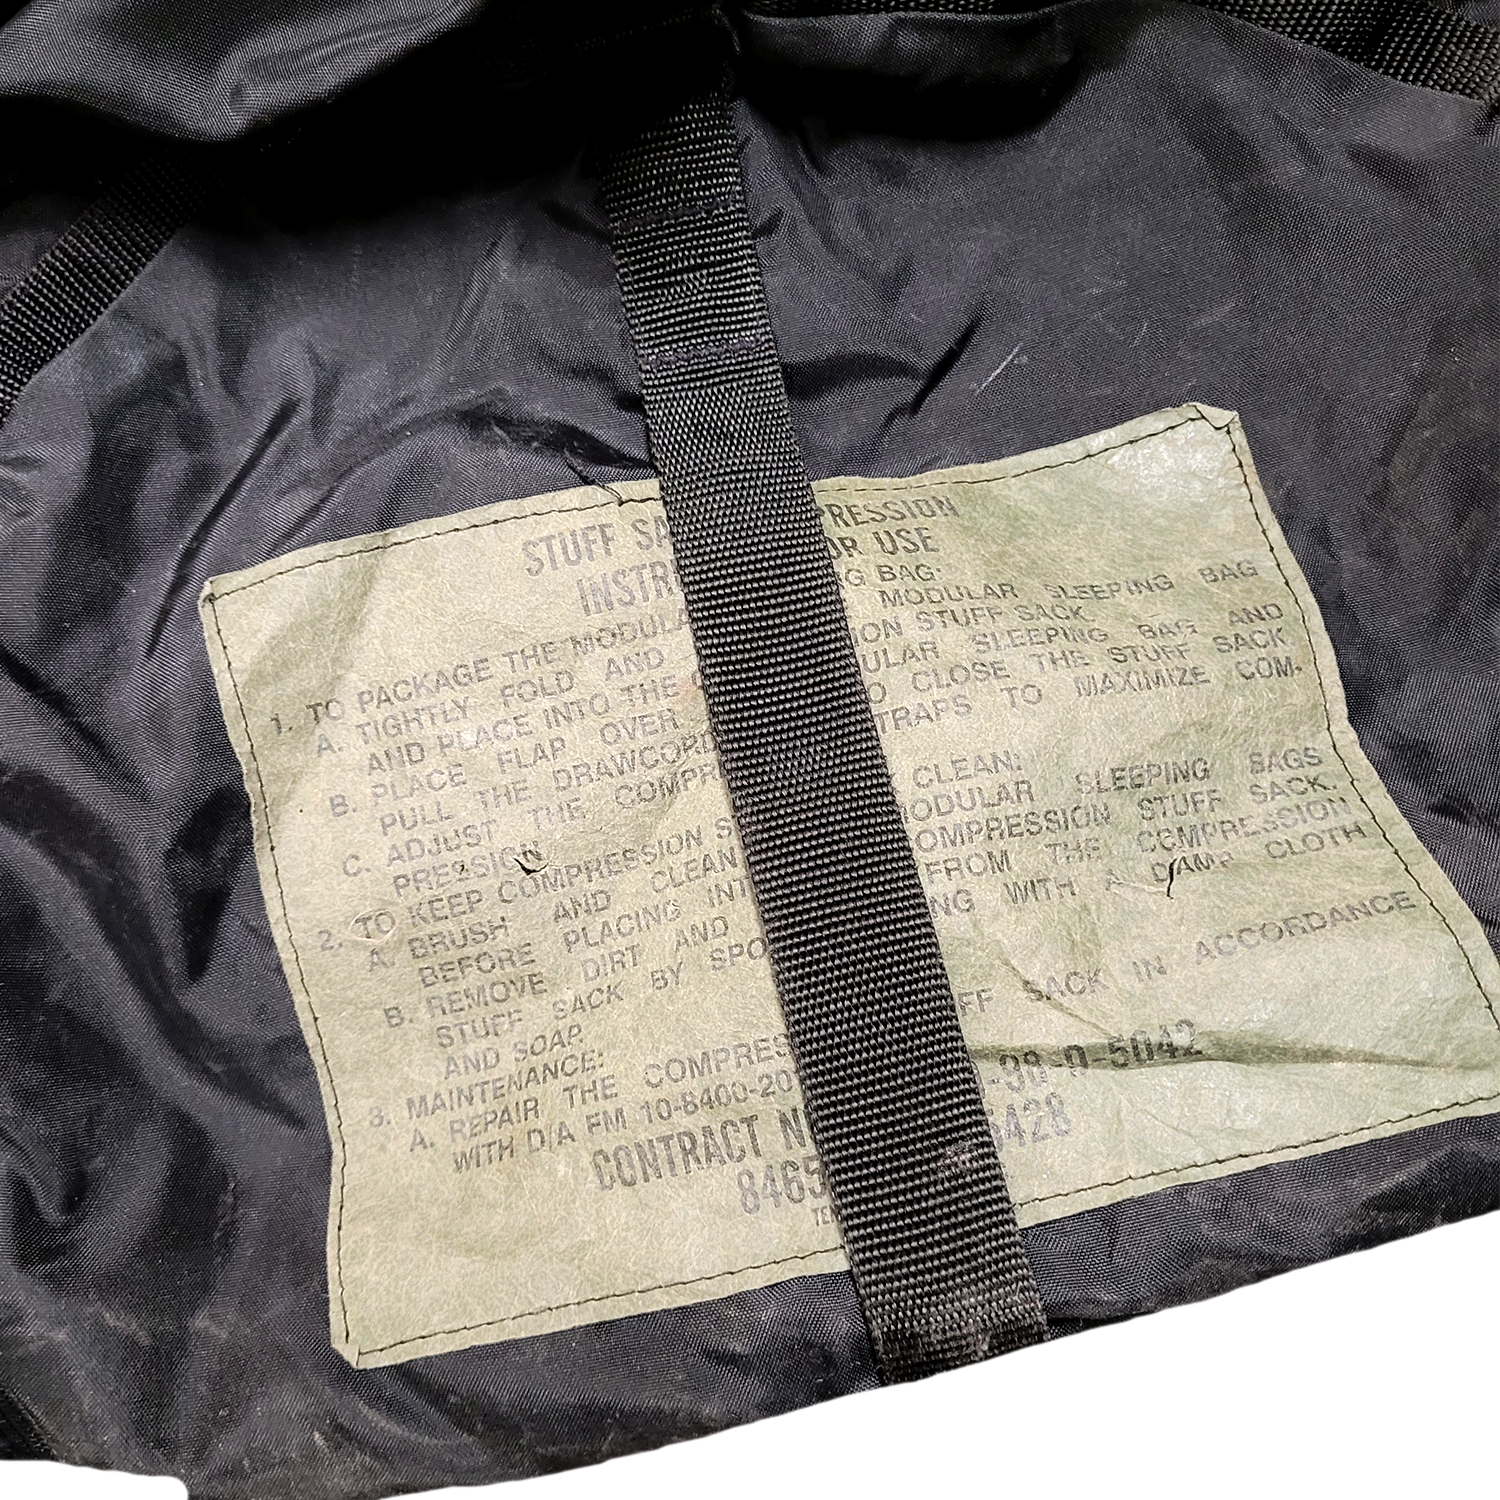 STUFF SA PRESSION
INSTRU OR USE
1. TO PACKAGE THE MODULA G BAG:
A. TIGHTLY FOLD AND MODULAR SLEEPING BAG
AND PLACE INTO THE C ION STUFF SACK.
B. PLACE FLAP OVER ULAR SLEEPING BAG AND
PULL THE DRAWCORD O CLOSE THE STUFF SACK
C. ADJUST THE COMPR TRAPS TO MAXIMIZE COM-
PRESSION
2. TO KEEP COMPRESSION S CLEAN:
A. BRUSH AND CLEAN ODULAR SLEEPING BAGS
BEFORE PLACING INT OMPRESSION STUFF SACK.
B. REMOVE DIRT AND FROM THE COMPRESSION
STUFF SACK BY SPO NG WITH A DAMP CLOTH
AND SOAP.
3. MAINTENANCE:
A. REPAIR THE COMPRES FF SACK IN ACCORDANCE
WITH D/A FM 10-8400-20
CONTRACT N -D-5042
8465 6428